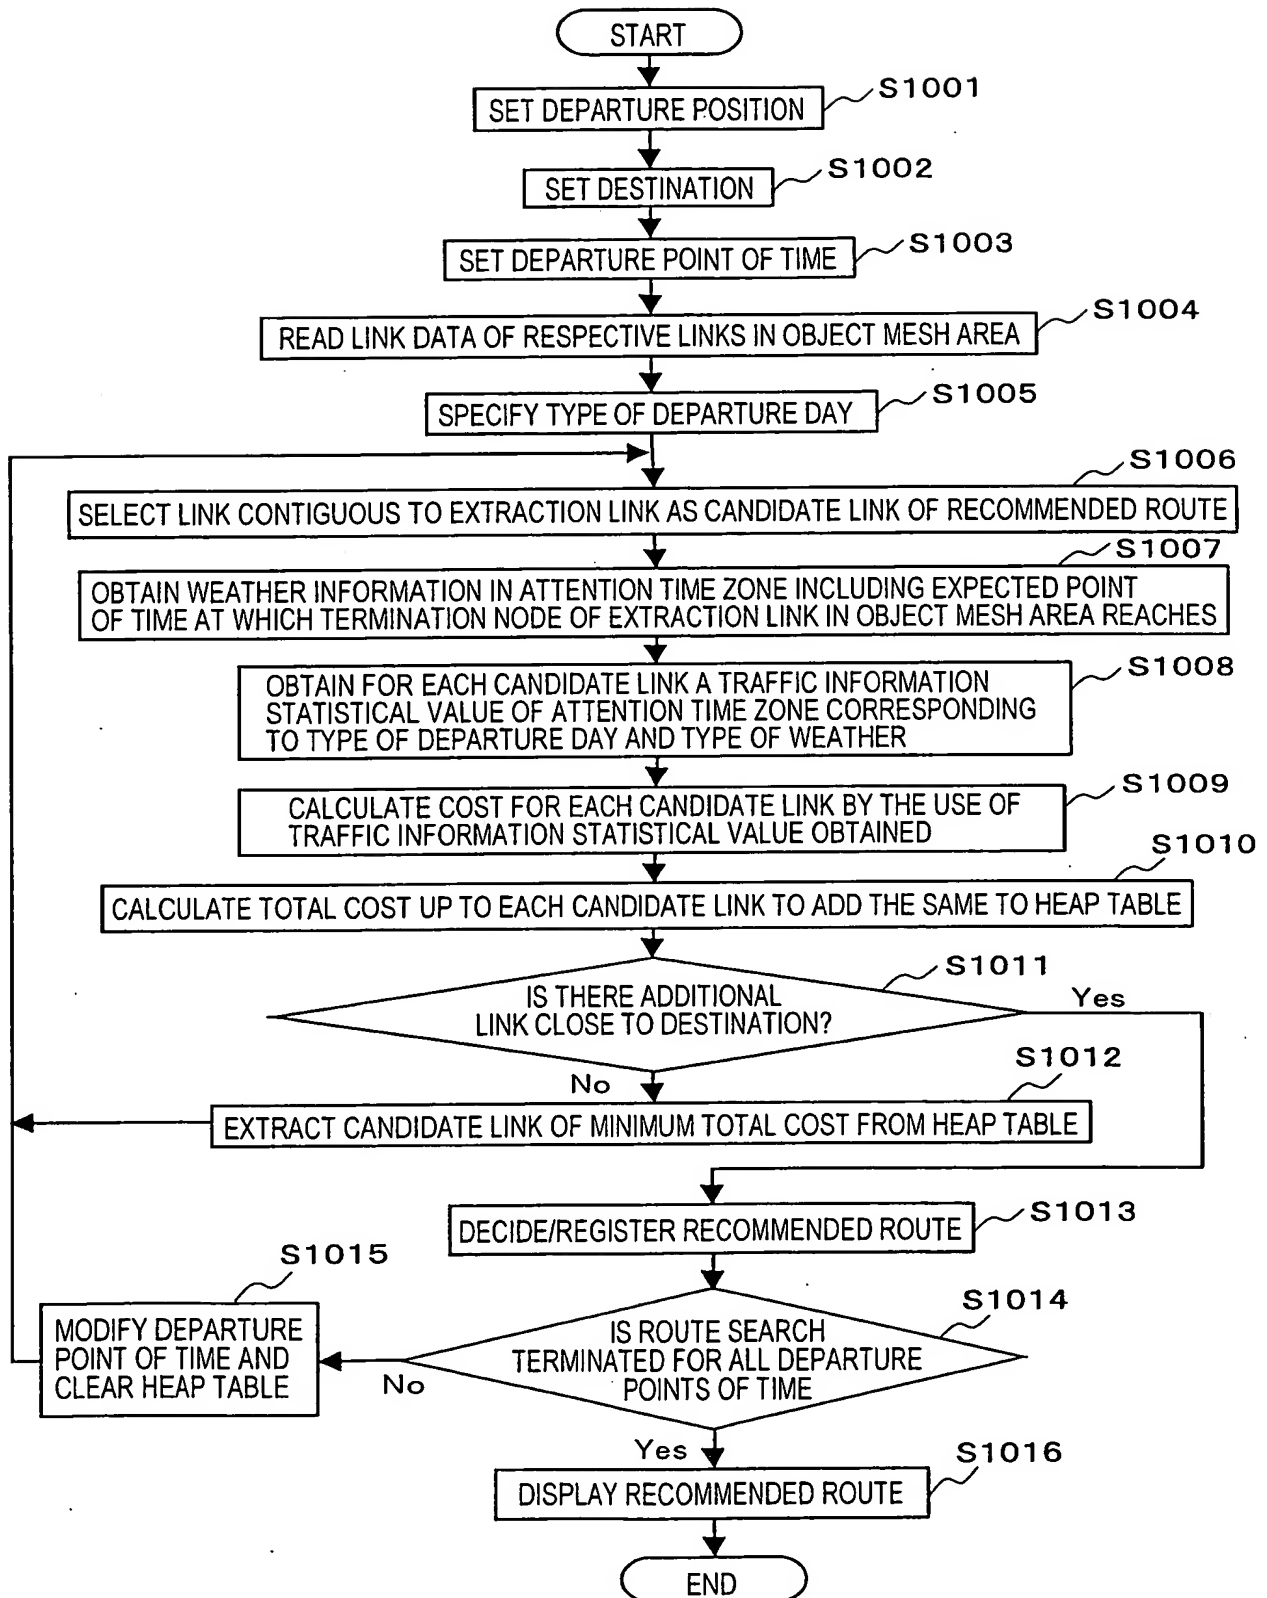 START
S1001
SET DEPARTURE POSITION
S1002
SET DESTINATION
S1003
SET DEPARTURE POINT OF TIME
S1004
READ LINK DATA OF RESPECTIVE LINKS IN OBJECT MESH AREA
S1005
SPECIFY TYPE OF DEPARTURE DAY
S1006
SELECT LINK CONTIGUOUS TO EXTRACTION LINK AS CANDIDATE LINK OF RECOMMENDED ROUTE
S1007
OBTAIN WEATHER INFORMATION IN ATTENTION TIME ZONE INCLUDING EXPECTED POINT
OF TIME AT WHICH TERMINATION NODE OF EXTRACTION LINK IN OBJECT MESH AREA REACHES
S1008
OBTAIN FOR EACH CANDIDATE LINK A TRAFFIC INFORMATION
STATISTICAL VALUE OF ATTENTION TIME ZONE CORRESPONDING
TO TYPE OF DEPARTURE DAY AND TYPE OF WEATHER
S1009
CALCULATE COST FOR EACH CANDIDATE LINK BY THE USE OF
TRAFFIC INFORMATION STATISTICAL VALUE OBTAINED
S1010
CALCULATE TOTAL COST UP TO EACH CANDIDATE LINK TO ADD THE SAME TO HEAP TABLE
S1011
IS THERE ADDITIONAL
LINK CLOSE TO DESTINATION?
Yes
No
S1012
EXTRACT CANDIDATE LINK OF MINIMUM TOTAL COST FROM HEAP TABLE
S1013
DECIDE/REGISTER RECOMMENDED ROUTE
S1014
IS ROUTE SEARCH
TERMINATED FOR ALL DEPARTURE
POINTS OF TIME
No
S1015
MODIFY DEPARTURE
POINT OF TIME AND
CLEAR HEAP TABLE
Yes
S1016
DISPLAY RECOMMENDED ROUTE
END